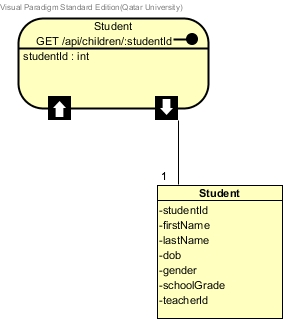 Visual Paradigm Standard Edition(Qatar University)
Student
GET /api/children/:studentId
studentId : int
1
Student
-studentId
-firstName
-lastName
-dob
-gender
-schoolGrade
-teacherId